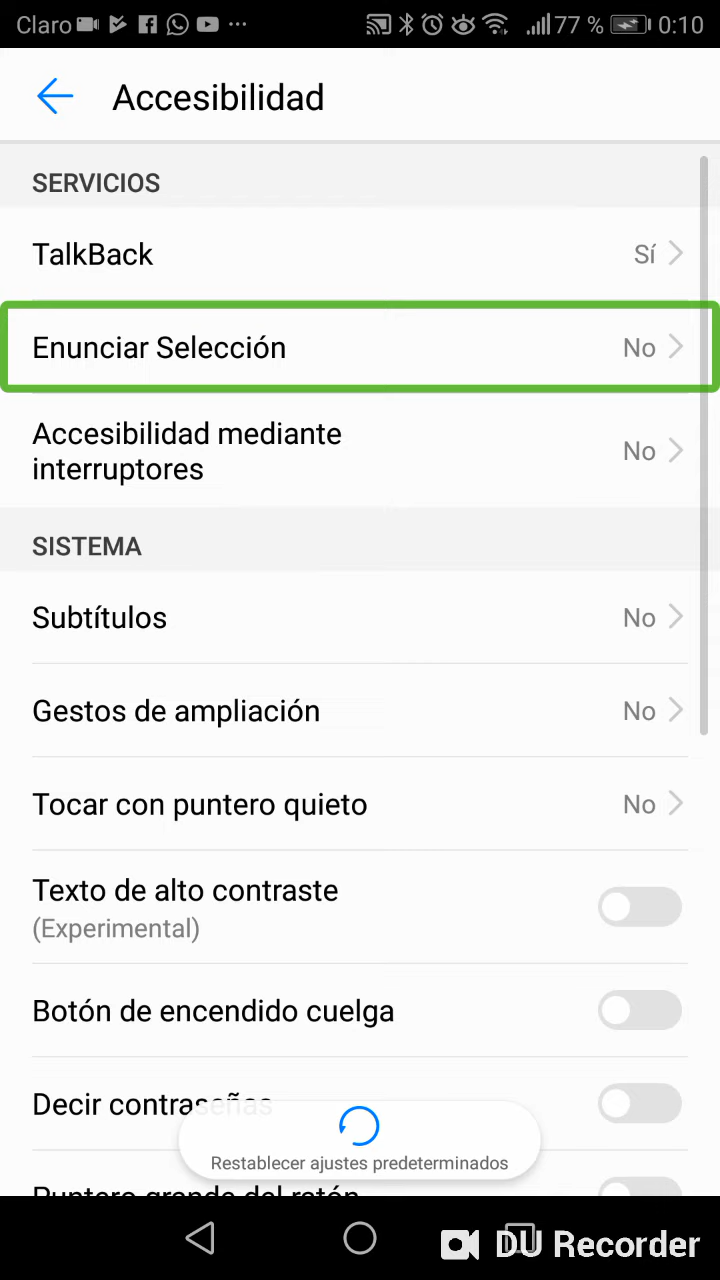 Claro 77 % 0:10
Accesibilidad
SERVICIOS
TalkBack Sí
Enunciar Selección No
Accesibilidad mediante
interruptores No
SISTEMA
Subtítulos No
Gestos de ampliación No
Tocar con puntero quieto No
Texto de alto contraste
(Experimental)
Botón de encendido cuelga
Decir contraseñas
Restablecer ajustes predeterminados
Puntero grande del ratón
DU Recorder